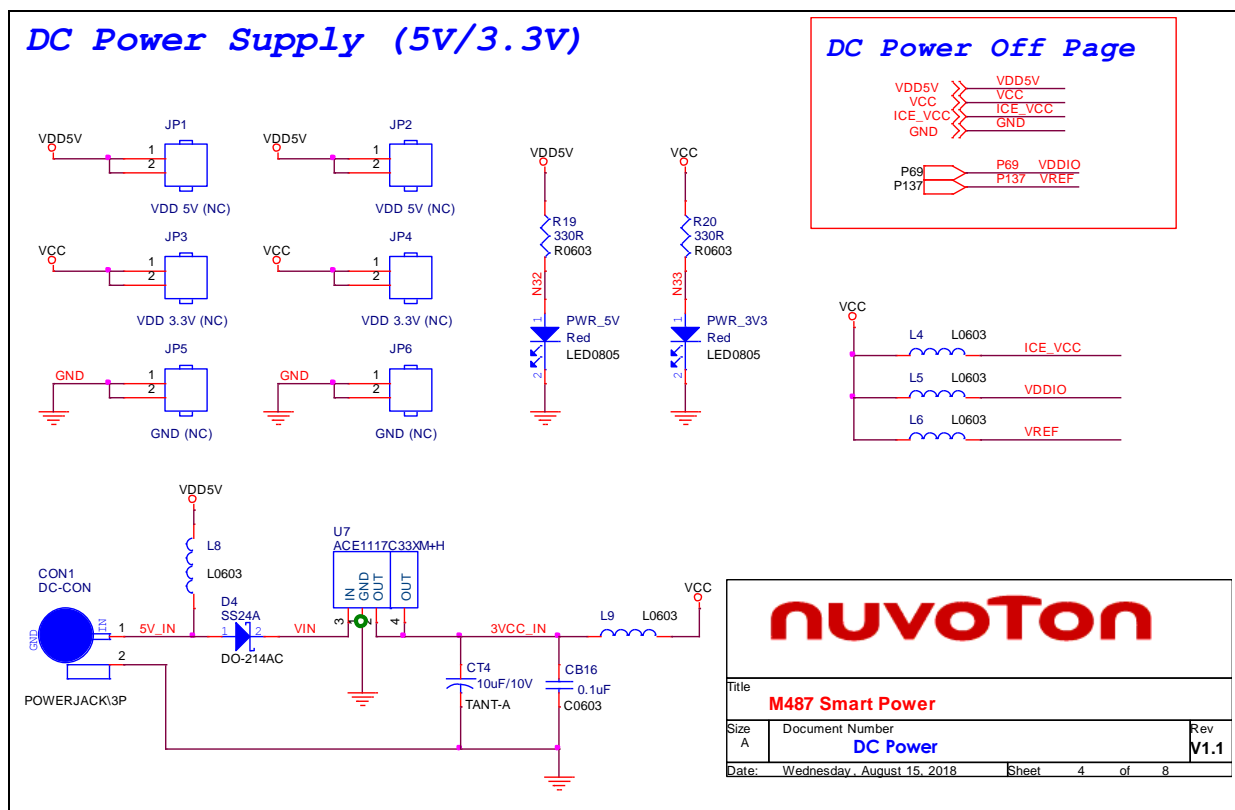 DC Power Supply (5V/3.3V)
DC Power Off Page
VDD5V VDD5V
VCC VCC
ICE_VCC ICE_VCC
GND GND
P69 P69 VDDIO
P137 P137 VREF
JP1
VDD5V
1
2
VDD 5V (NC)
JP2
VDD5V
1
2
VDD 5V (NC)
JP3
VCC
1
2
VDD 3.3V (NC)
JP4
VCC
1
2
VDD 3.3V (NC)
JP5
GND
1
2
GND (NC)
JP6
GND
1
2
GND (NC)
VDD5V
R19
330R
R0603
N32
1
PWR_5V
Red
LED0805
2
VCC
R20
330R
R0603
N33
1
PWR_3V3
Red
LED0805
2
VCC
L4 L0603
ICE_VCC
L5 L0603
VDDIO
L6 L0603
VREF
VDD5V
L8
L0603
CON1
DC-CON
GND
IN
1
2
POWERJACK\3P
5V_IN
D4
SS24A
1 2
DO-214AC
VIN
U7
ACE1117C33XM+H
IN
GND
OUT
OUT
3
1
2
4
3VCC_IN
CT4
10uF/10V
TANT-A
CB16
0.1uF
C0603
L9 L0603
VCC
nuvoTon
Title
M487 Smart Power
Size
A
Document Number
DC Power
Rev
V1.1
Date: Wednesday, August 15, 2018 Sheet 4 of 8